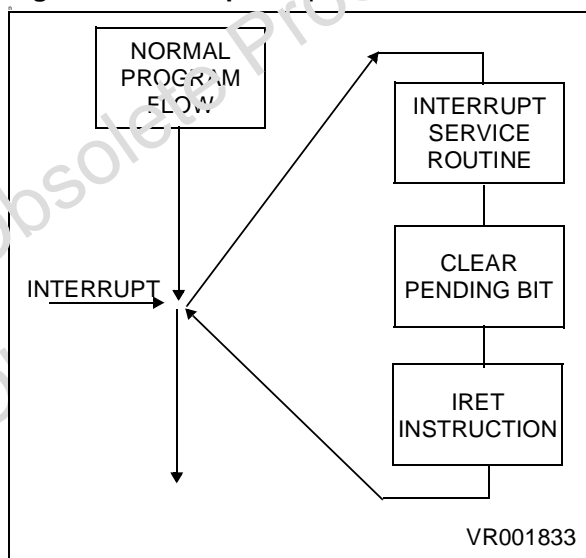 NORMAL
PROGRAM
FLOW
INTERRUPT
SERVICE
ROUTINE
INTERRUPT
CLEAR
PENDING BIT
IRET
INSTRUCTION
VR001833